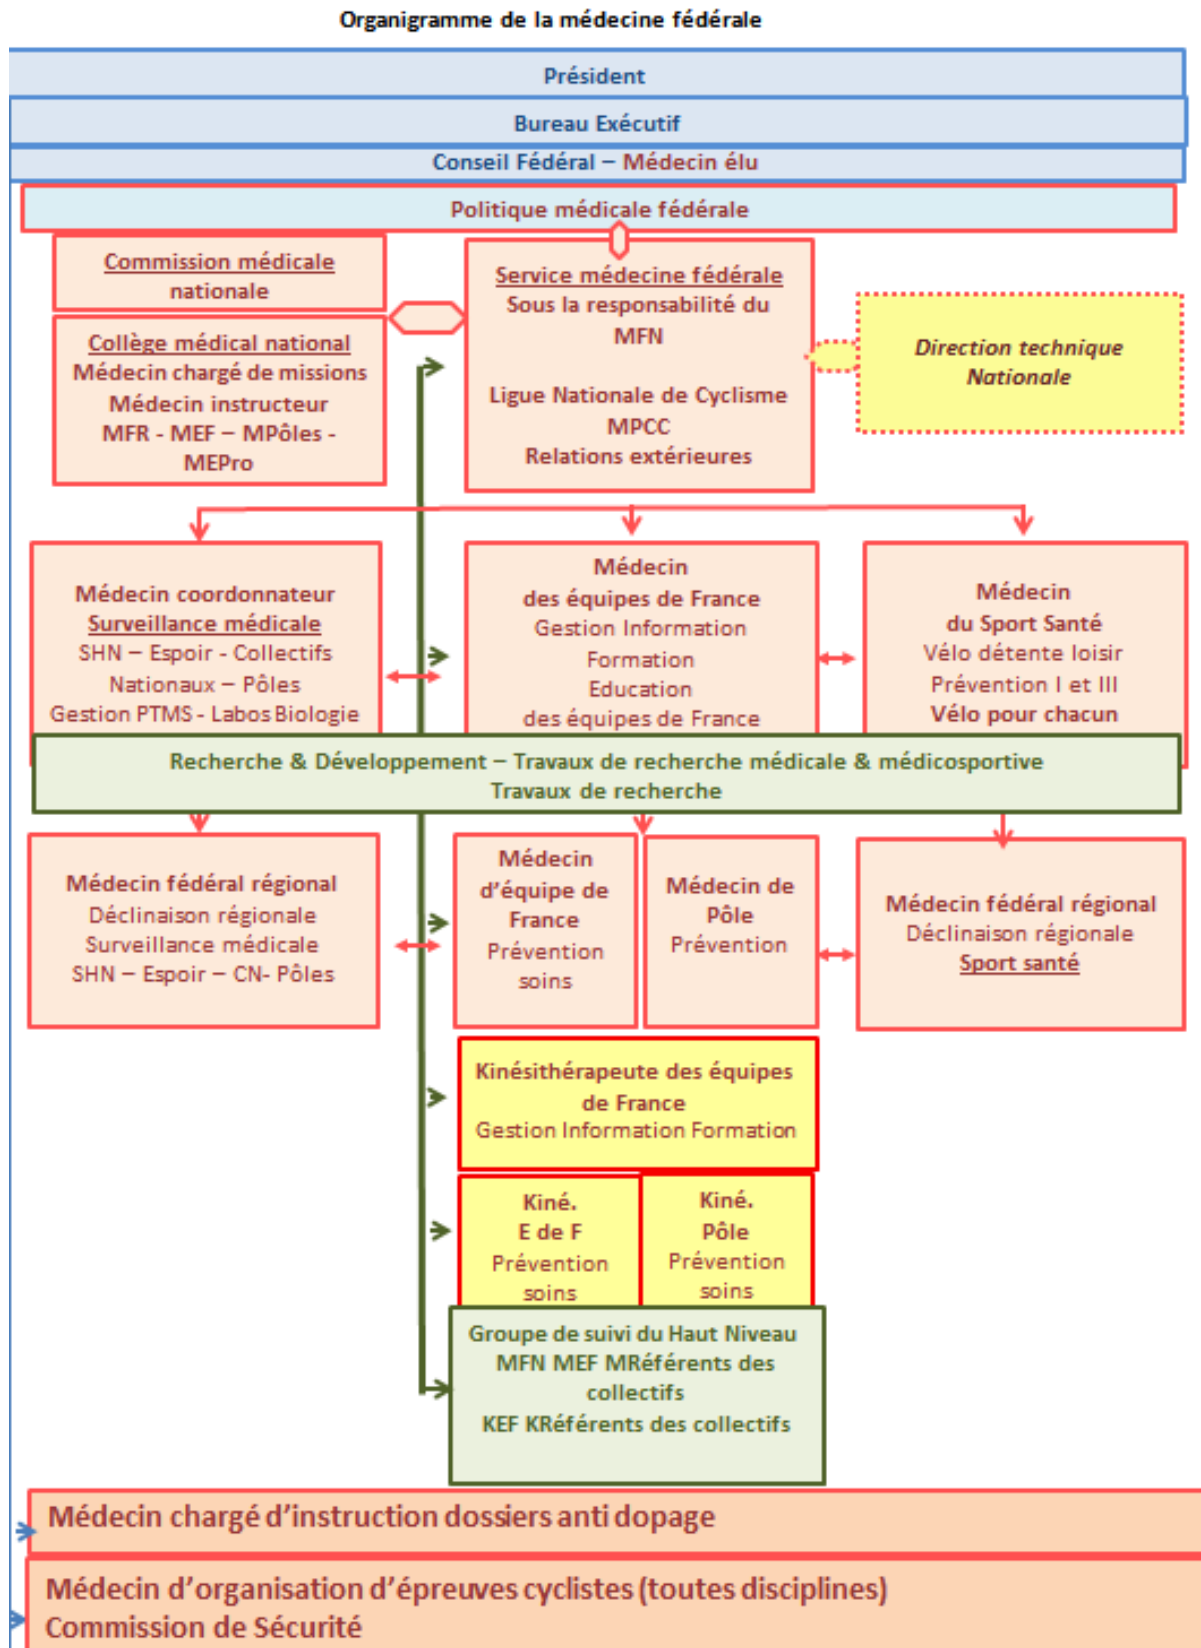 Organigramme de la médecine fédérale
Président
Bureau Exécutif
Conseil Fédéral – Médecin élu
Politique médicale fédérale
Commission médicale
nationale
Collège médical national
Médecin chargé de missions
Médecin instructeur
MFR - MEF – MPôles -
MEPro
Service médecine fédérale
Sous la responsabilité du
MFN
Ligue Nationale de Cyclisme
MPCC
Relations extérieures
Direction technique
Nationale
Médecin coordonnateur
Surveillance médicale
SHN – Espoir - Collectifs
Nationaux – Pôles
Gestion PTMS - Labos Biologie
Médecin
des équipes de France
Gestion Information
Formation
Education
des équipes de France
Médecin
du Sport Santé
Vélo détente loisir
Prévention I et III
Vélo pour chacun
Recherche & Développement – Travaux de recherche médicale & médicosportive
Travaux de recherche
Médecin fédéral régional
Déclinaison régionale
Surveillance médicale
SHN – Espoir – CN- Pôles
Médecin
d'équipe de
France
Prévention
soins
Médecin de
Pôle
Prévention
Médecin fédéral régional
Déclinaison régionale
Sport santé
Kinésithérapeute des équipes
de France
Gestion Information Formation
Kiné.
E de F
Prévention
soins
Kiné.
Pôle
Prévention
soins
Groupe de suivi du Haut Niveau
MFN MEF MRéférents des
collectifs
KEF KRéférents des collectifs
Médecin chargé d'instruction dossiers anti dopage
Médecin d'organisation d'épreuves cyclistes (toutes disciplines)
Commission de Sécurité